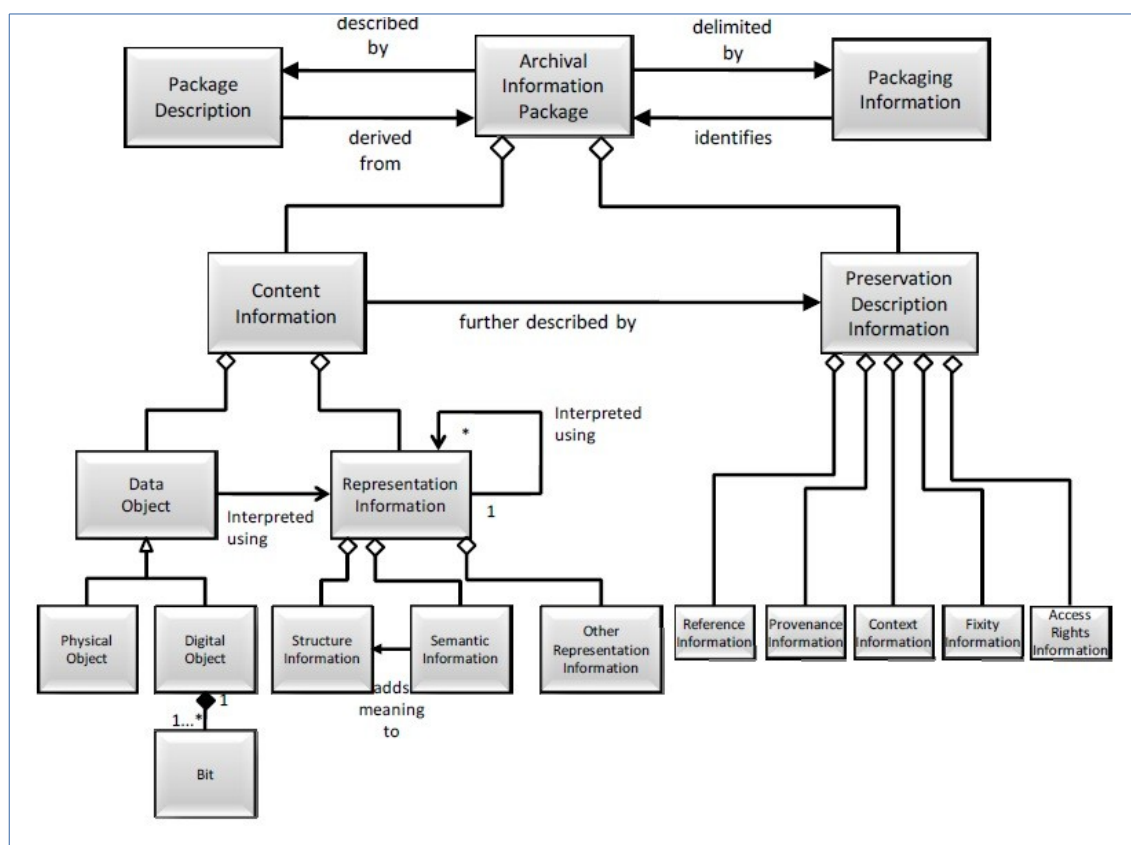 described
by
delimited
by
Package
Description
Archival
Information
Package
Packaging
Information
derived
from
identifies
Content
Information
Preservation
Description
Information
further described by
Interpreted
using
*
Data
Object
Representation
Information
Interpreted
using
1
Physical
Object
Digital
Object
Structure
Information
Semantic
Information
Other
Representation
Information
Reference
Information
Provenance
Information
Context
Information
Fixity
Information
Access
Rights
Information
1
1...*
adds
meaning
to
Bit